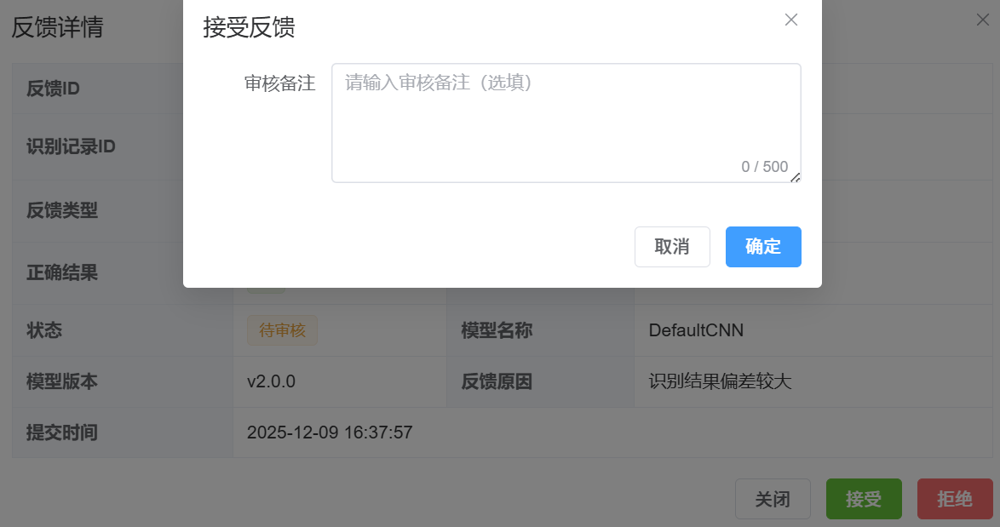 反馈详情
接受反馈
审核备注
请输入审核备注（选填）
0 / 500
取消
确定
反馈ID
识别记录ID
反馈类型
正确结果
状态 待审核 模型名称 DefaultCNN
模型版本 v2.0.0 反馈原因 识别结果偏差较大
提交时间 2025-12-09 16:37:57
关闭 接受 拒绝